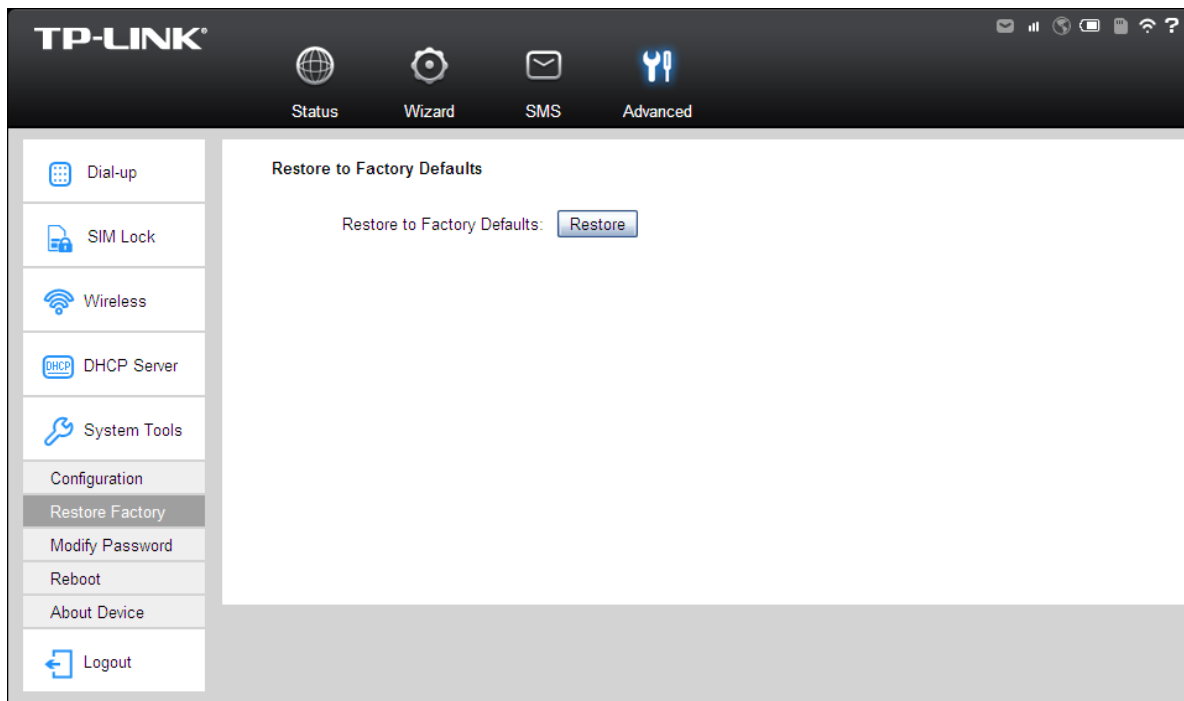 TP-LINK®
?
Status Wizard SMS Advanced
Dial-up
SIM Lock
Wireless
DHCP DHCP Server
System Tools
Configuration
Restore Factory
Modify Password
Reboot
About Device
Logout
Restore to Factory Defaults
Restore to Factory Defaults: Restore